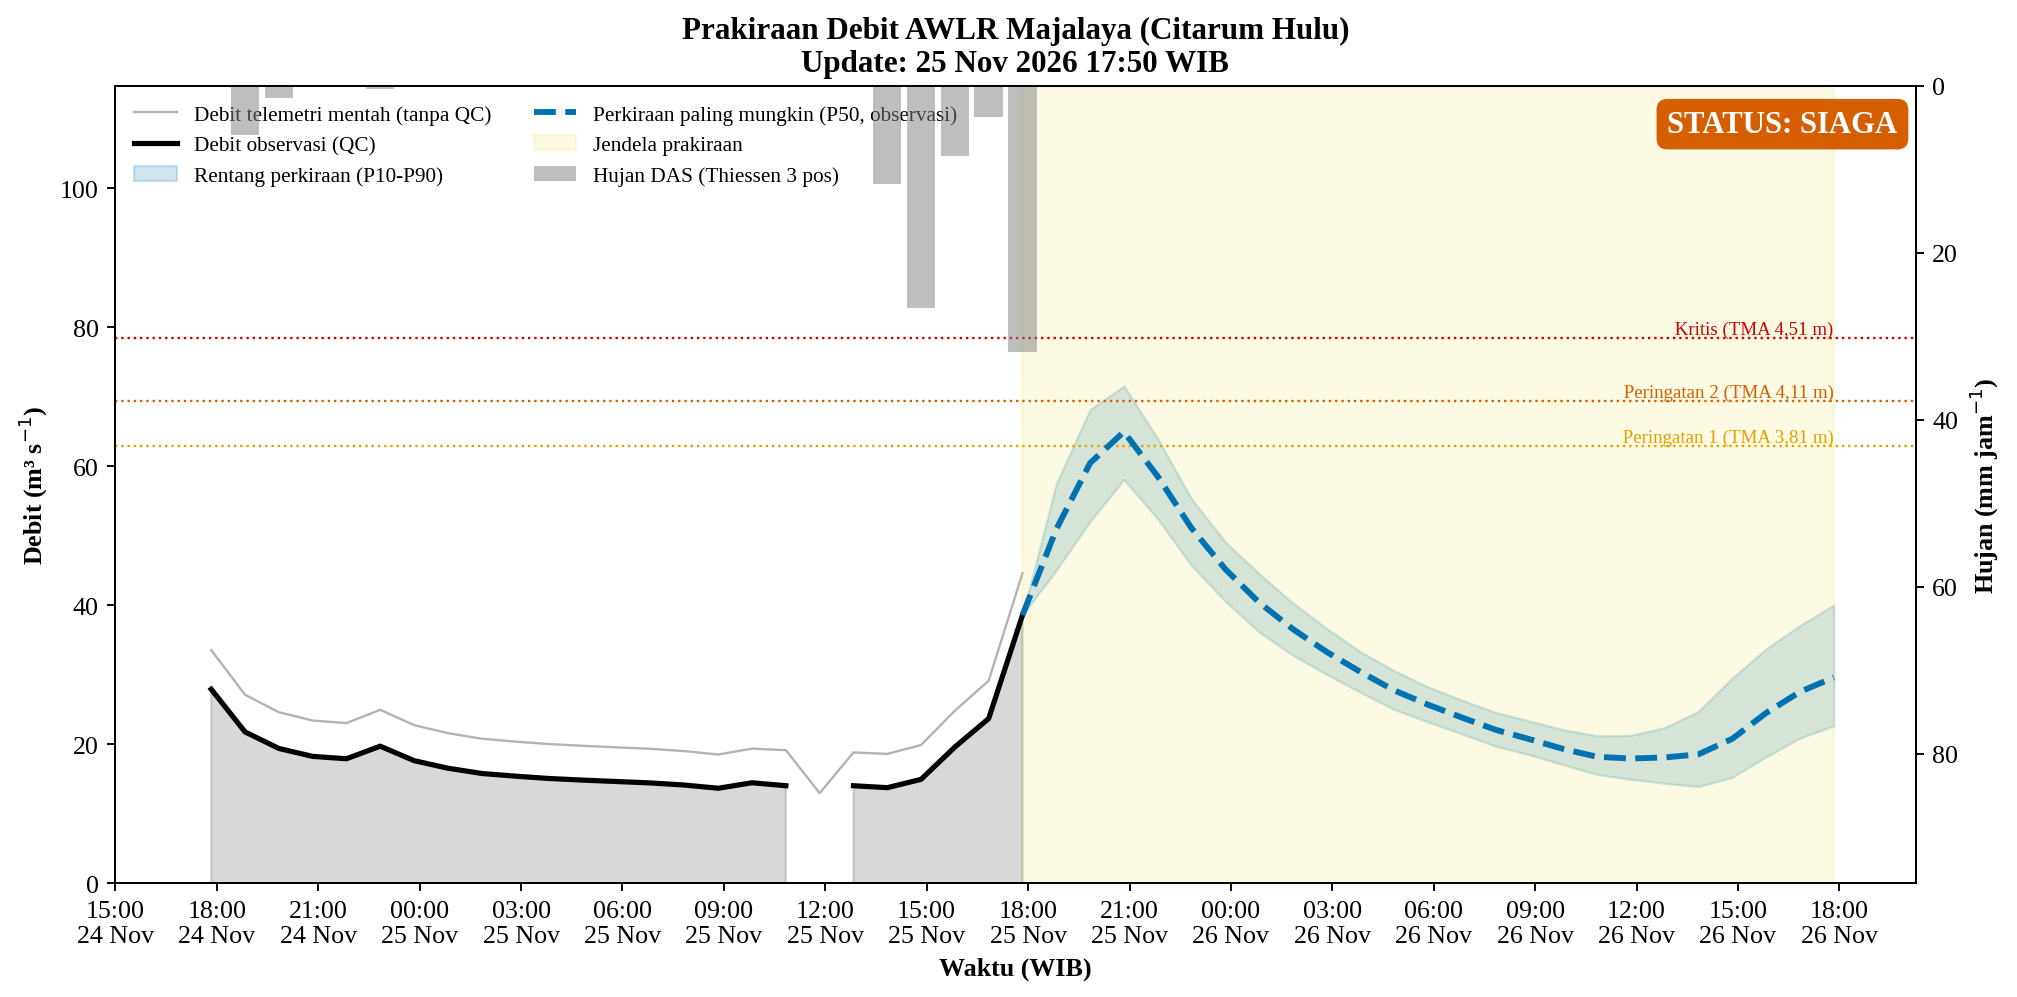 Prakiraan Debit AWLR Majalaya (Citarum Hulu)
Update: 25 Nov 2026 17:50 WIB
Debit telemetri mentah (tanpa QC)
Debit observasi (QC)
Rentang perkiraan (P10-P90)
Perkiraan paling mungkin (P50, observasi)
Jendela prakiraan
Hujan DAS (Thiessen 3 pos)
STATUS: SIAGA
Kritis (TMA 4,51 m)
Peringatan 2 (TMA 4,11 m)
Peringatan 1 (TMA 3,81 m)
Debit (m³ s⁻¹)
100
80
60
40
20
0
Hujan (mm jam⁻¹)
0
20
40
60
80
15:00 18:00 21:00 00:00 03:00 06:00 09:00 12:00 15:00 18:00 21:00 00:00 03:00 06:00 09:00 12:00 15:00 18:00
24 Nov 24 Nov 24 Nov 25 Nov 25 Nov 25 Nov 25 Nov 25 Nov 25 Nov 25 Nov 25 Nov 26 Nov 26 Nov 26 Nov 26 Nov 26 Nov 26 Nov 26 Nov
Waktu (WIB)